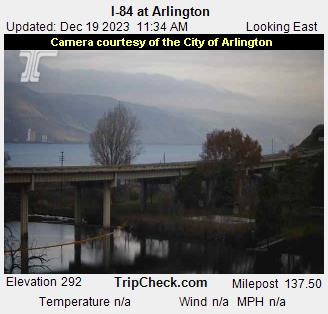 I-84 at Arlington
Updated: Dec 19 2023 11:34 AM Looking East
Camera courtesy of the City of Arlington
Elevation 292 TripCheck.com Milepost 137.50
Temperature n/a Wind n/a MPH n/a